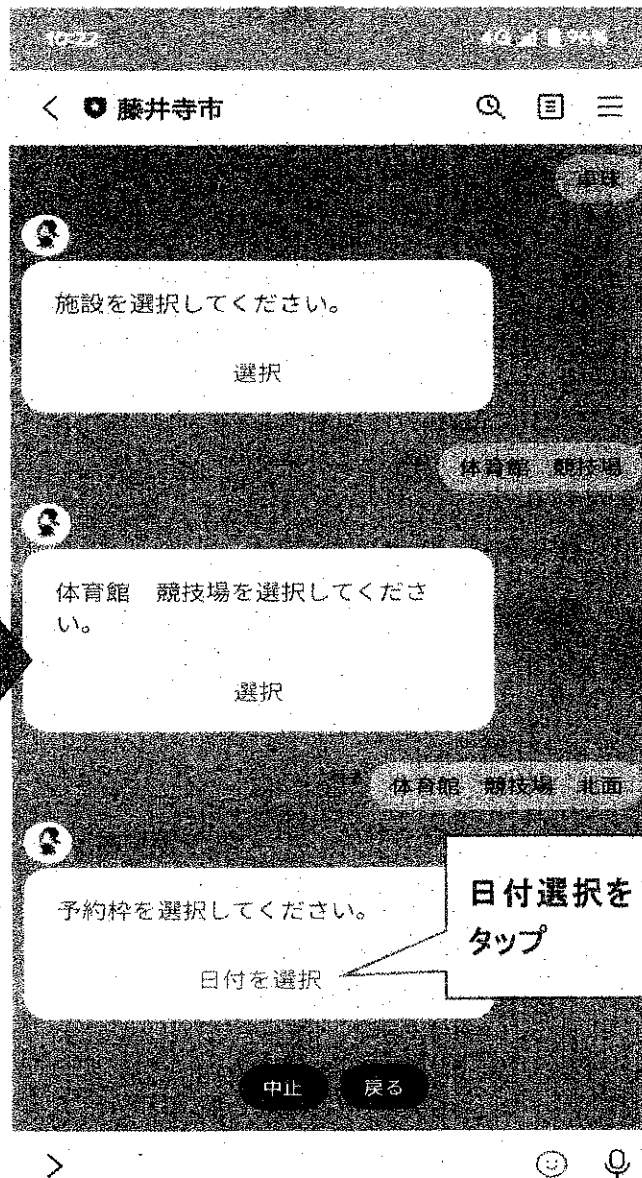 10:22
4G 96%
藤井寺市
卓球
施設を選択してください。
選択
体育館　競技場
体育館　競技場を選択してくださ
い。
選択
体育館　競技場　北面
予約枠を選択してください。
日付を選択
日付選択を
タップ
中止
戻る